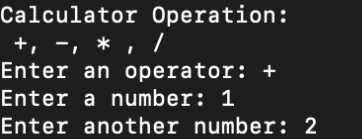 Calculator Operation:
+, -, * , /
Enter an operator: +
Enter a number: 1
Enter another number: 2